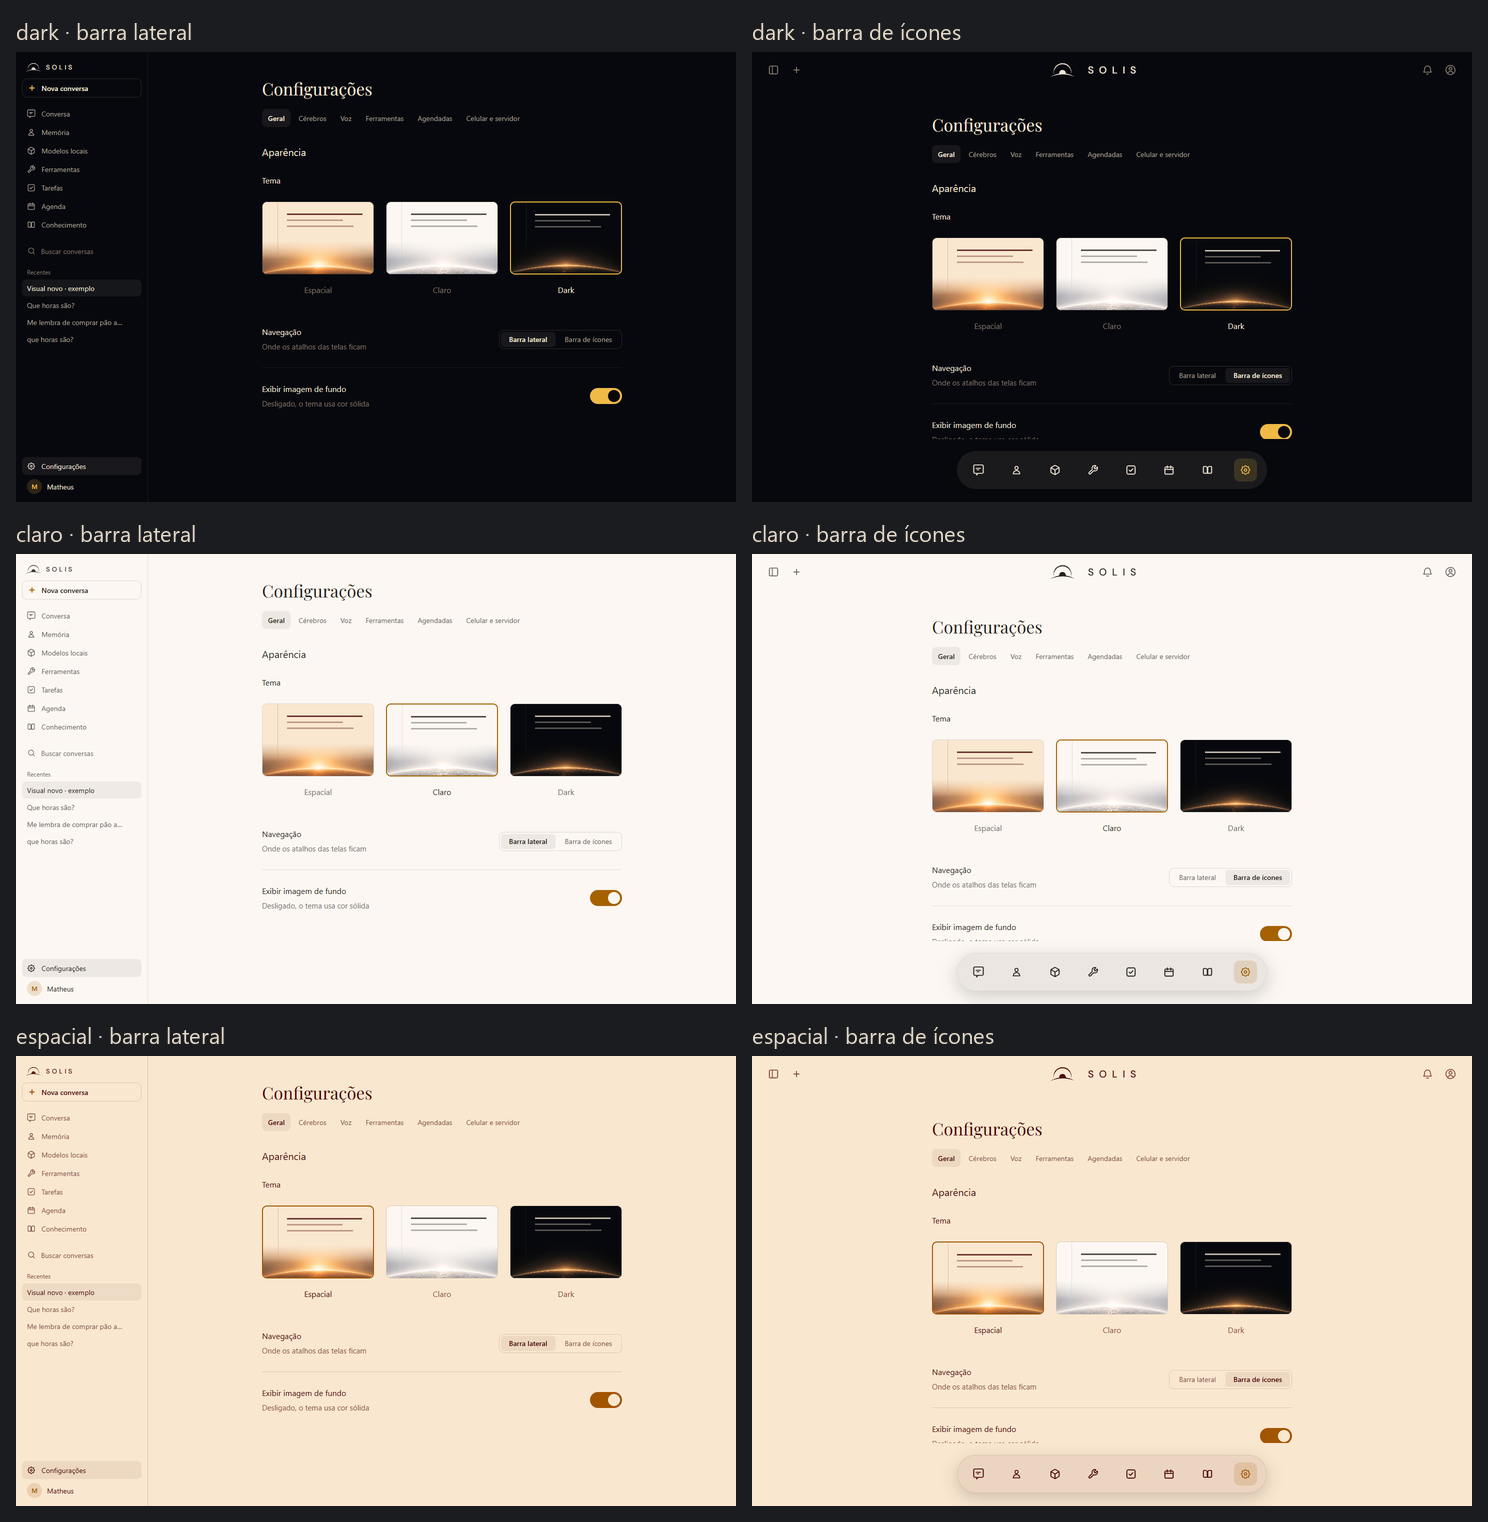 dark · barra lateral
SOLIS
Nova conversa
Conversa
Memória
Modelos locais
Ferramentas
Tarefas
Agenda
Conhecimento
Buscar conversas
Recentes
Visual novo - exemplo
Que horas são?
Me lembra de comprar pão a...
que horas são?
Configurações
M Matheus
Configurações
Geral Cérebros Voz Ferramentas Agendadas Celular e servidor
Aparência
Tema
Espacial Claro Dark
Navegação
Onde os atalhos das telas ficam
Barra lateral Barra de ícones
Exibir imagem de fundo
Desligado, o tema usa cor sólida
dark · barra de ícones
SOLIS
Configurações
Geral Cérebros Voz Ferramentas Agendadas Celular e servidor
Aparência
Tema
Espacial Claro Dark
Navegação
Onde os atalhos das telas ficam
Barra lateral Barra de ícones
Exibir imagem de fundo
claro · barra lateral
SOLIS
Nova conversa
Conversa
Memória
Modelos locais
Ferramentas
Tarefas
Agenda
Conhecimento
Buscar conversas
Recentes
Visual novo - exemplo
Que horas são?
Me lembra de comprar pão a...
que horas são?
Configurações
M Matheus
Configurações
Geral Cérebros Voz Ferramentas Agendadas Celular e servidor
Aparência
Tema
Espacial Claro Dark
Navegação
Onde os atalhos das telas ficam
Barra lateral Barra de ícones
Exibir imagem de fundo
Desligado, o tema usa cor sólida
claro · barra de ícones
SOLIS
Configurações
Geral Cérebros Voz Ferramentas Agendadas Celular e servidor
Aparência
Tema
Espacial Claro Dark
Navegação
Onde os atalhos das telas ficam
Barra lateral Barra de ícones
Exibir imagem de fundo
espacial · barra lateral
SOLIS
Nova conversa
Conversa
Memória
Modelos locais
Ferramentas
Tarefas
Agenda
Conhecimento
Buscar conversas
Recentes
Visual novo - exemplo
Que horas são?
Me lembra de comprar pão a...
que horas são?
Configurações
M Matheus
Configurações
Geral Cérebros Voz Ferramentas Agendadas Celular e servidor
Aparência
Tema
Espacial Claro Dark
Navegação
Onde os atalhos das telas ficam
Barra lateral Barra de ícones
Exibir imagem de fundo
Desligado, o tema usa cor sólida
espacial · barra de ícones
SOLIS
Configurações
Geral Cérebros Voz Ferramentas Agendadas Celular e servidor
Aparência
Tema
Espacial Claro Dark
Navegação
Onde os atalhos das telas ficam
Barra lateral Barra de ícones
Exibir imagem de fundo